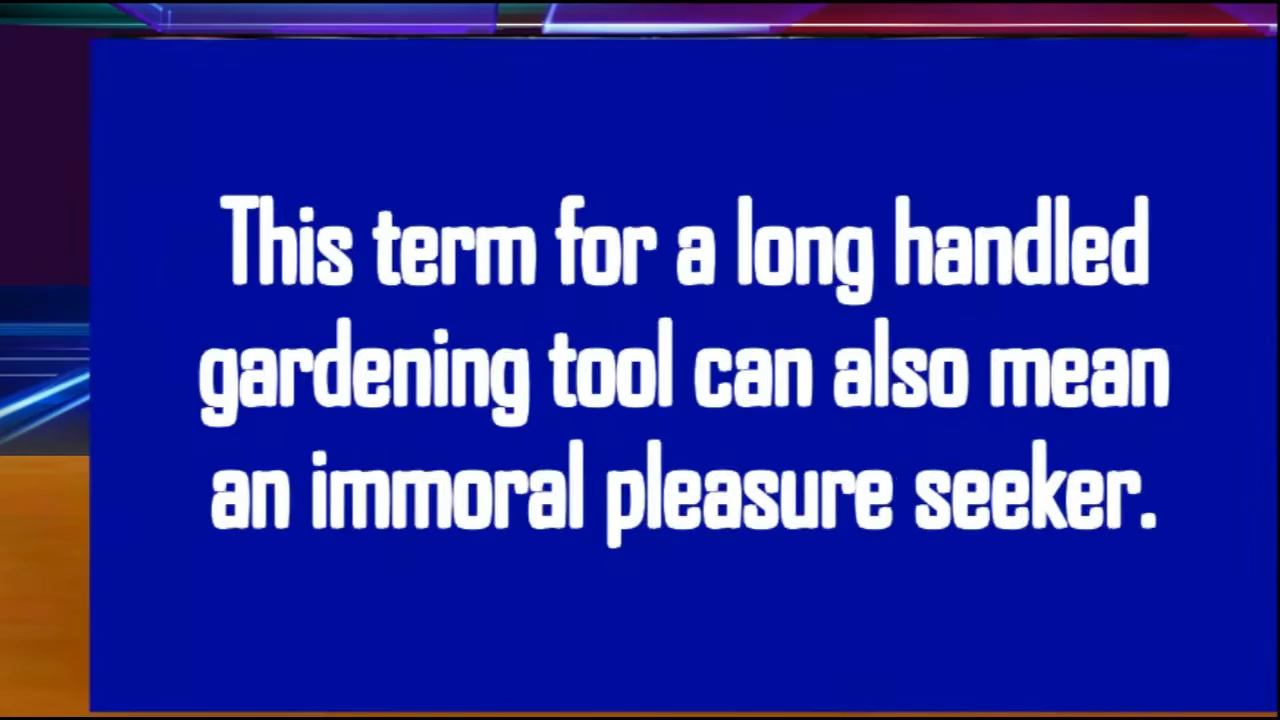 This term for a long handled
gardening tool can also mean
an immoral pleasure seeker.